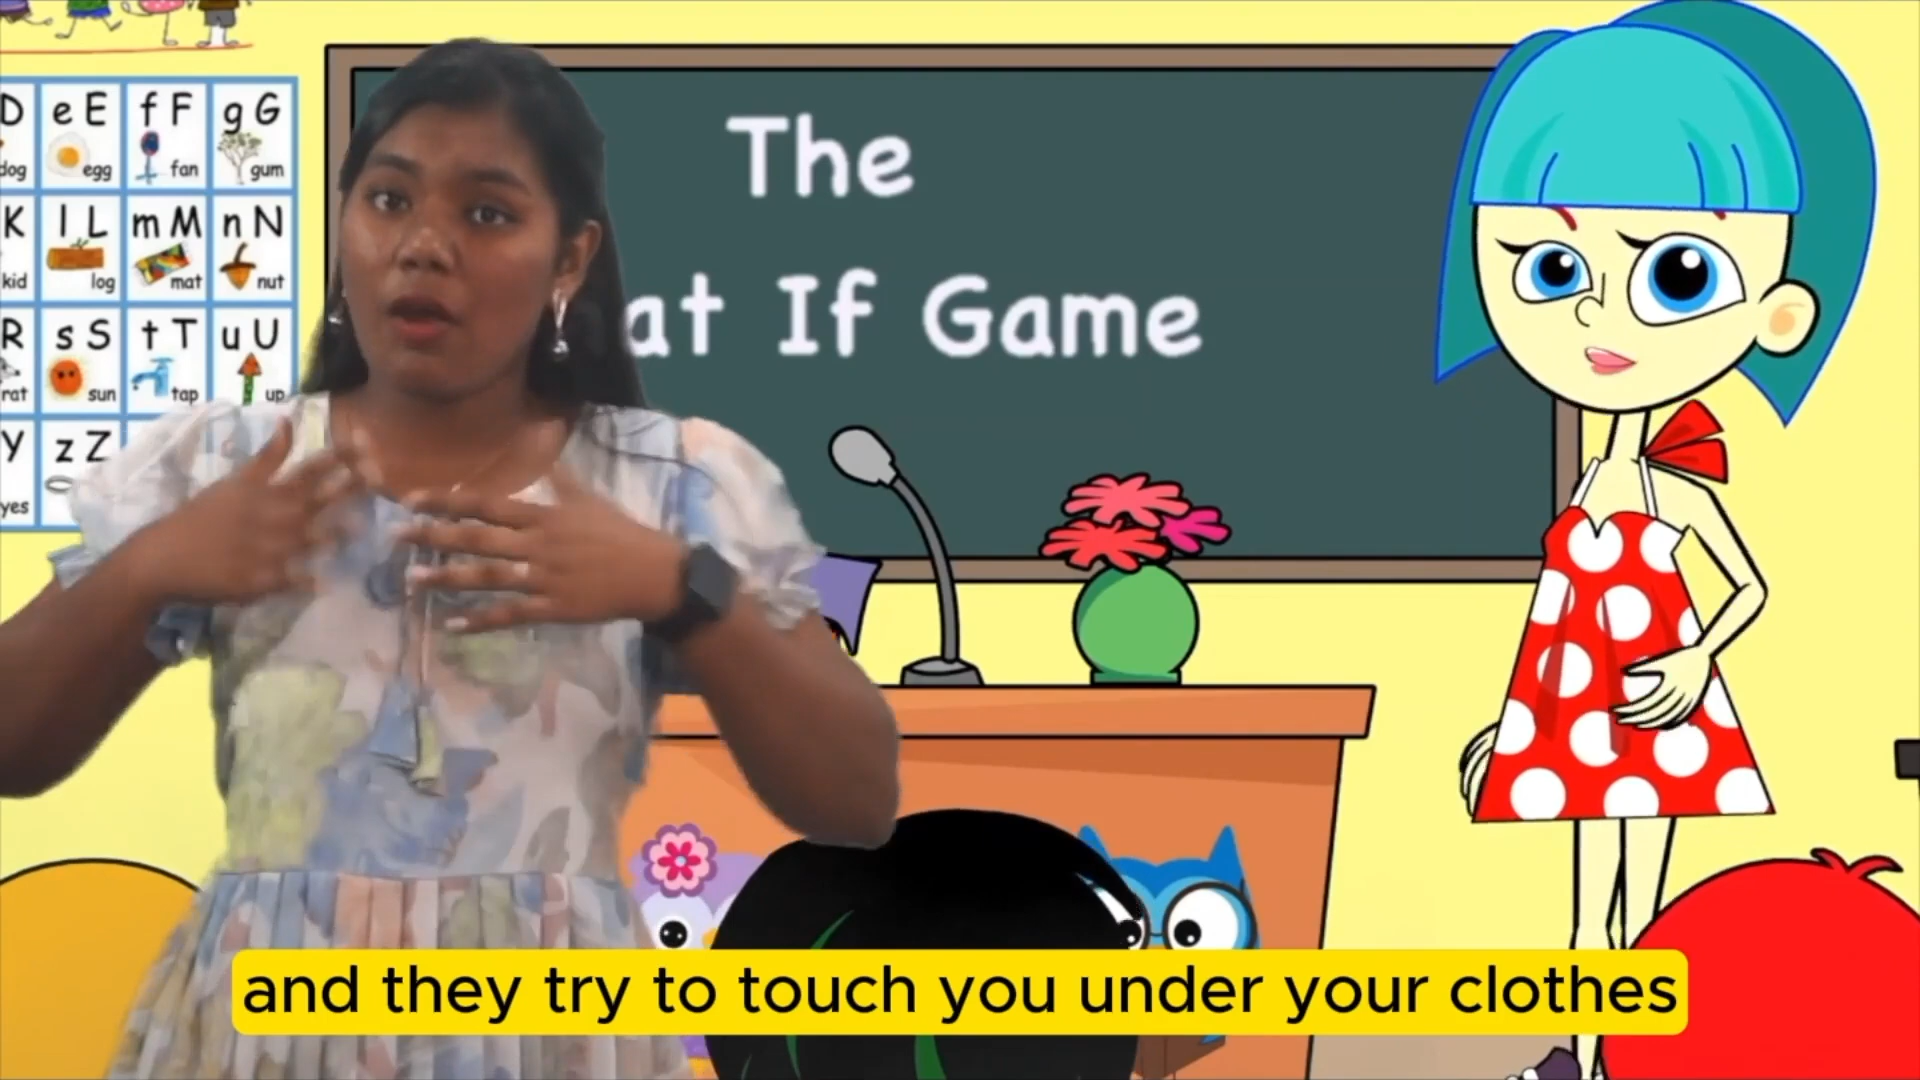 D eE fF gG
dog egg fan gum
K lL mM nN
kid log mat nut
R sS tT uU
rat sun tap up
Y zZ
yes
The
at If Game
and they try to touch you under your clothes